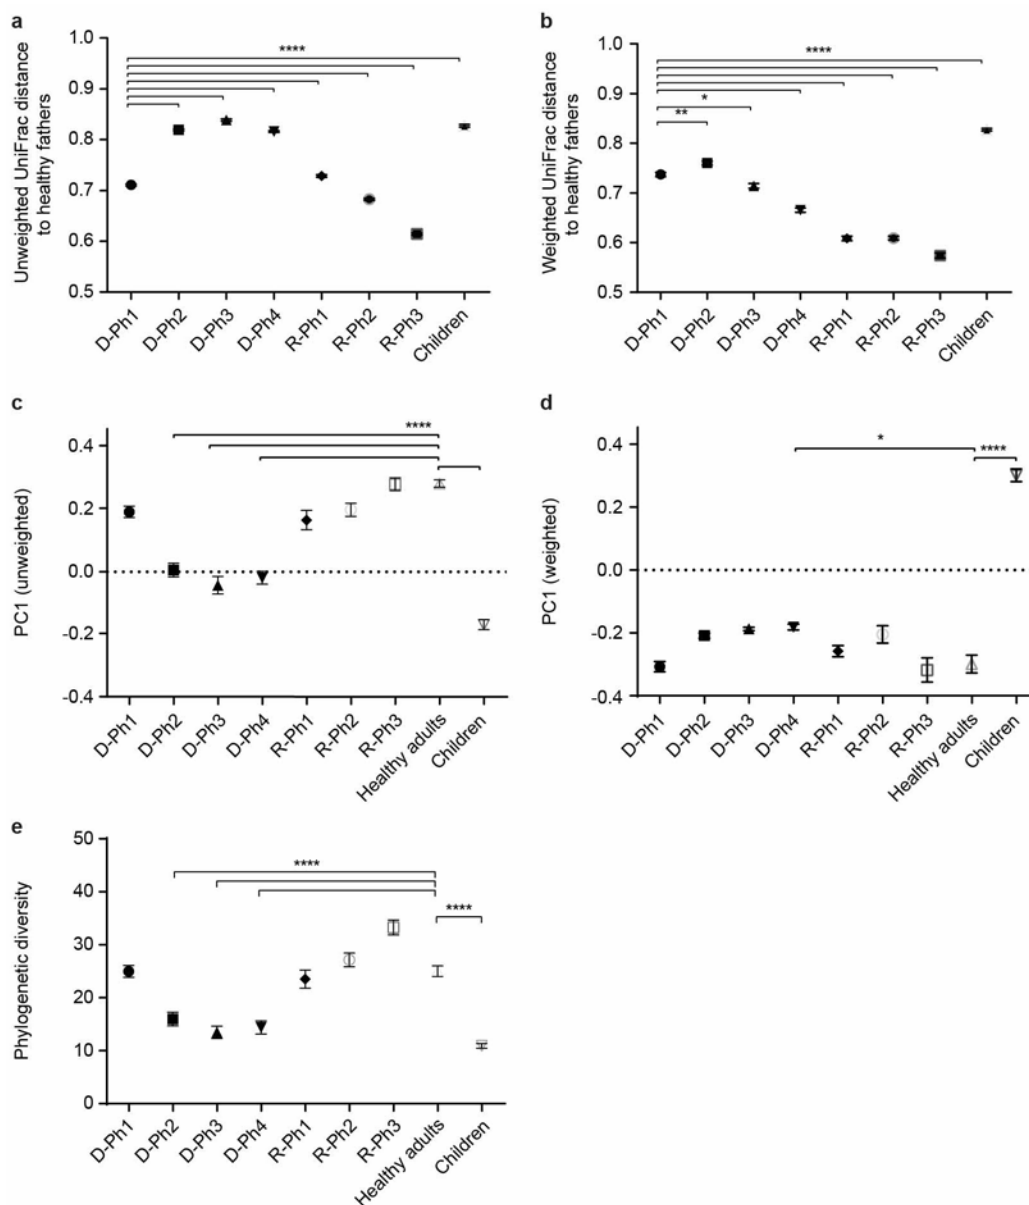 a
Unweighted UniFrac distance
to healthy fathers
1.0
0.9
0.8
0.7
0.6
0.5
****
D-Ph1
D-Ph2
D-Ph3
D-Ph4
R-Ph1
R-Ph2
R-Ph3
Children
b
Weighted UniFrac distance
to healthy fathers
1.0
0.9
0.8
0.7
0.6
0.5
****
*
**
D-Ph1
D-Ph2
D-Ph3
D-Ph4
R-Ph1
R-Ph2
R-Ph3
Children
c
PC1 (unweighted)
0.4
0.2
0.0
-0.2
-0.4
****
D-Ph1
D-Ph2
D-Ph3
D-Ph4
R-Ph1
R-Ph2
R-Ph3
Healthy adults
Children
d
PC1 (weighted)
0.4
0.2
0.0
-0.2
-0.4
*
****
D-Ph1
D-Ph2
D-Ph3
D-Ph4
R-Ph1
R-Ph2
R-Ph3
Healthy adults
Children
e
Phylogenetic diversity
50
40
30
20
10
0
****
****
D-Ph1
D-Ph2
D-Ph3
D-Ph4
R-Ph1
R-Ph2
R-Ph3
Healthy adults
Children